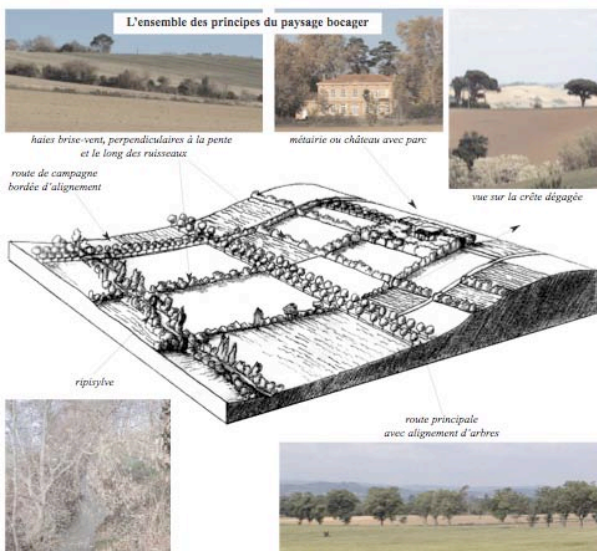 L'ensemble des principes du paysage bocager
haies brise-vent, perpendiculaires à la pente
et le long des ruisseaux
métairie ou château avec parc
route de campagne
bordée d'alignement
vue sur la crête dégagée
ripisylve
route principale
avec alignement d'arbres